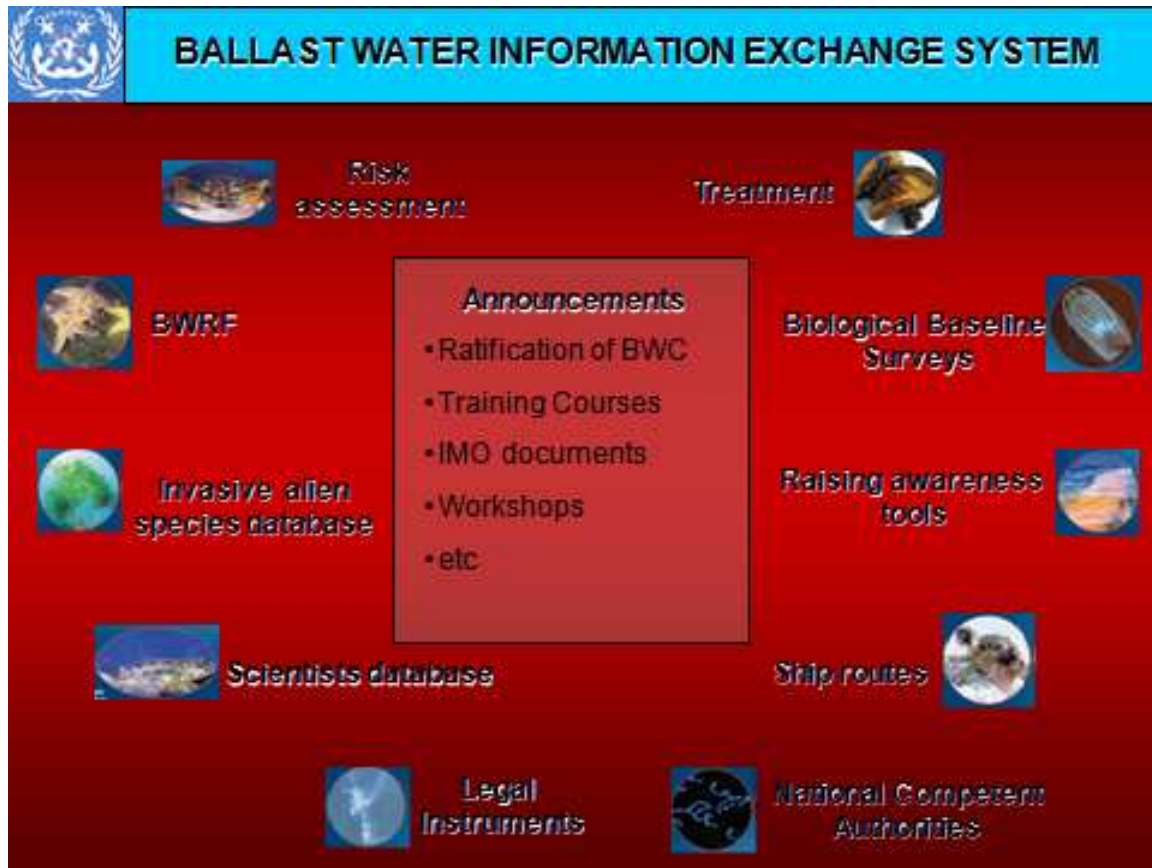 BALLAST WATER INFORMATION EXCHANGE SYSTEM
Risk
assessment
Treatment
BWRF
Biological Baseline
Surveys
Announcements
•Ratification of BWC
•Training Courses
•IMO documents
•Workshops
•etc
Invasive alien
species database
Raising awareness
tools
Scientists database
Ship routes
Legal
Instruments
National Competent
Authorities